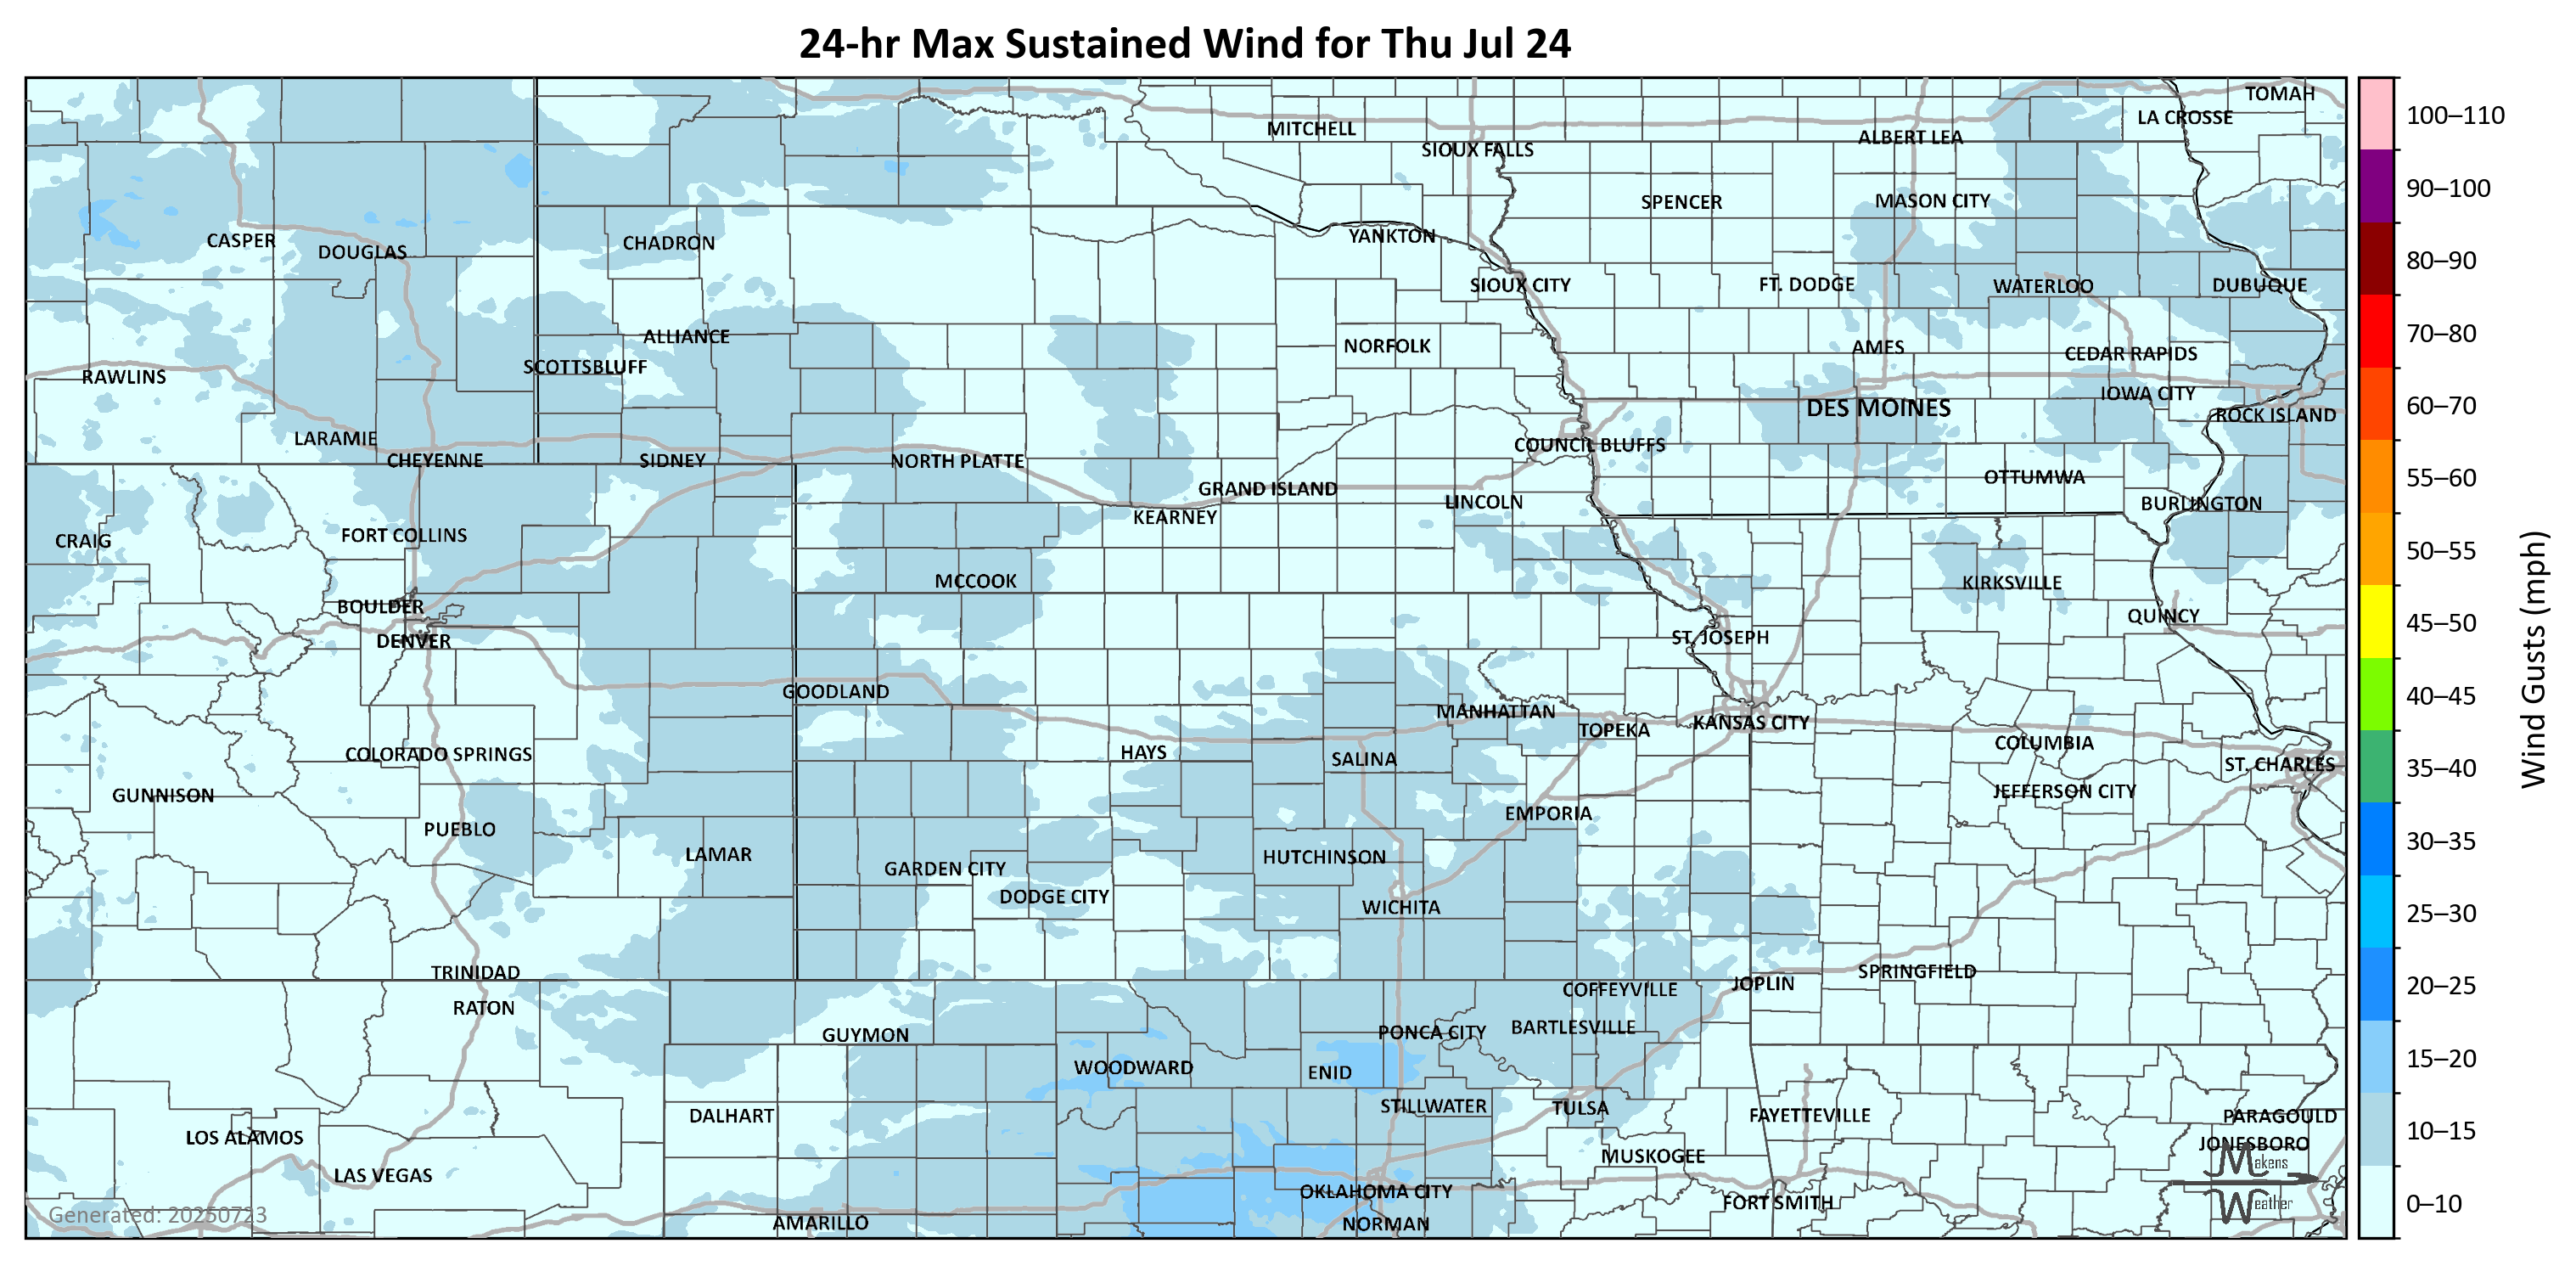 24-hr Max Sustained Wind for Thu Jul 24
TOMAH
LA CROSSE
MITCHELL
ALBERT LEA
SIOUX FALLS
SPENCER
MASON CITY
YANKTON
CASPER
CHADRON
DOUGLAS
SIOUX CITY
FT. DODGE
WATERLOO
DUBUQUE
ALLIANCE
NORFOLK
AMES
CEDAR RAPIDS
SCOTTSBLUFF
RAWLINS
IOWA CITY
DES MOINES
ROCK ISLAND
LARAMIE
COUNCIL BLUFFS
CHEYENNE
SIDNEY
NORTH PLATTE
OTTUMWA
GRAND ISLAND
LINCOLN
BURLINGTON
KEARNEY
FORT COLLINS
CRAIG
MCCOOK
KIRKSVILLE
BOULDER
QUINCY
DENVER
ST. JOSEPH
GOODLAND
MANHATTAN
KANSAS CITY
TOPEKA
COLUMBIA
COLORADO SPRINGS
HAYS
SALINA
ST. CHARLES
GUNNISON
JEFFERSON CITY
EMPORIA
PUEBLO
LAMAR
HUTCHINSON
GARDEN CITY
DODGE CITY
WICHITA
TRINIDAD
SPRINGFIELD
JOPLIN
COFFEYVILLE
RATON
BARTLESVILLE
GUYMON
PONCA CITY
WOODWARD
ENID
STILLWATER
TULSA
DALHART
FAYETTEVILLE
PARAGOULD
LOS ALAMOS
JONESBORO
MUSKOGEE
LAS VEGAS
OKLAHOMA CITY
FORT SMITH
AMARILLO
NORMAN
Generated: 20250723
Makens
Weather
100–110
90–100
80–90
70–80
60–70
55–60
50–55
45–50
40–45
35–40
30–35
25–30
20–25
15–20
10–15
0–10
Wind Gusts (mph)